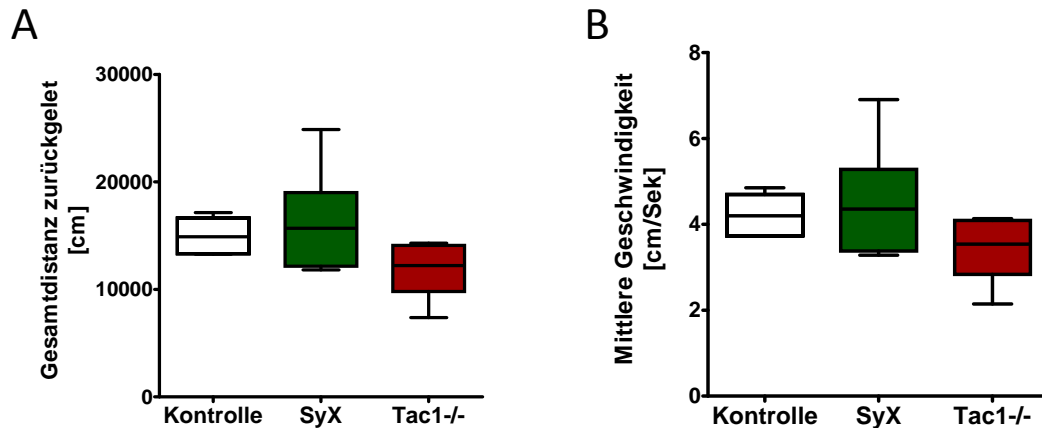 A
Gesamtdistanz zurückgelet
[cm]
30000
20000
10000
0
Kontrolle SyX Tac1-/-
B
Mittlere Geschwindigkeit
[cm/Sek]
8
6
4
2
0
Kontrolle SyX Tac1-/-